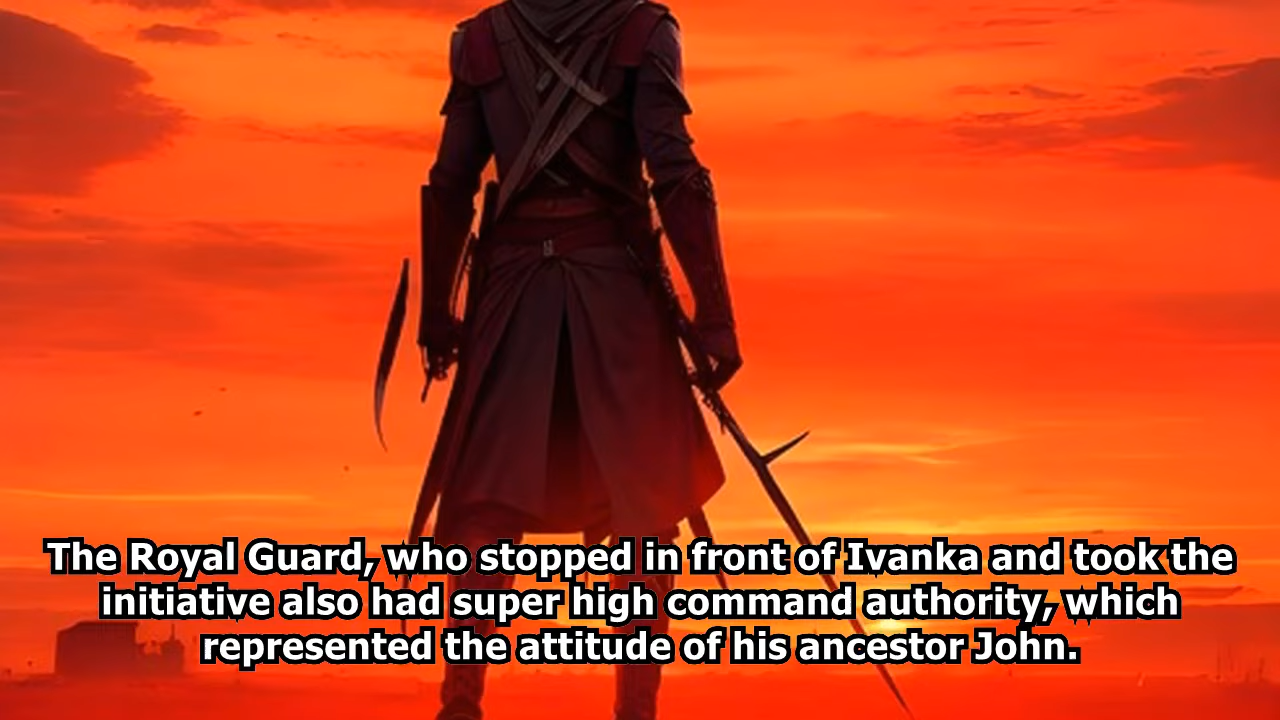 The Royal Guard, who stopped in front of Ivanka and took the
initiative also had super high command authority, which
represented the attitude of his ancestor John.